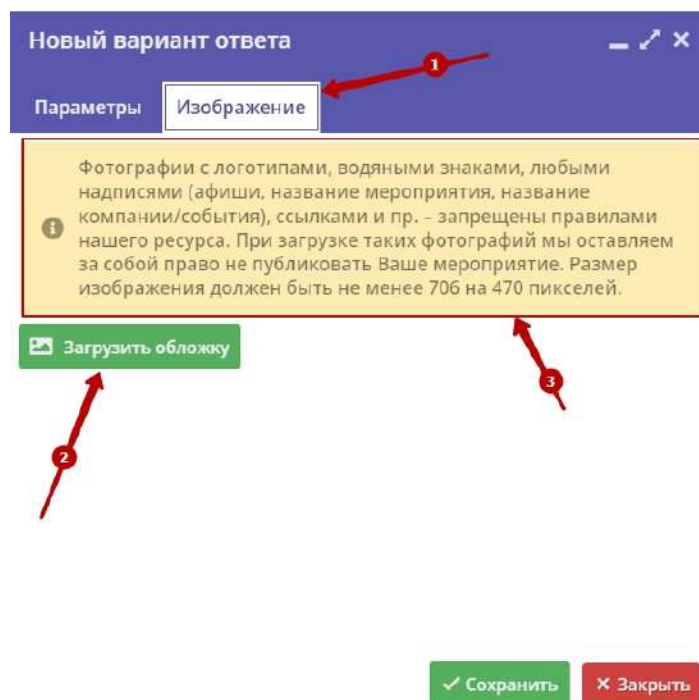 Новый вариант ответа
1
Параметры Изображение
Фотографии с логотипами, водяными знаками, любыми
надписями (афиши, название мероприятия, название
компании/события), ссылками и пр. – запрещены правилами
нашего ресурса. При загрузке таких фотографий мы оставляем
за собой право не публиковать Ваше мероприятие. Размер
изображения должен быть не менее 706 на 470 пикселей.
Загрузить обложку
3
2
Сохранить Закрыть